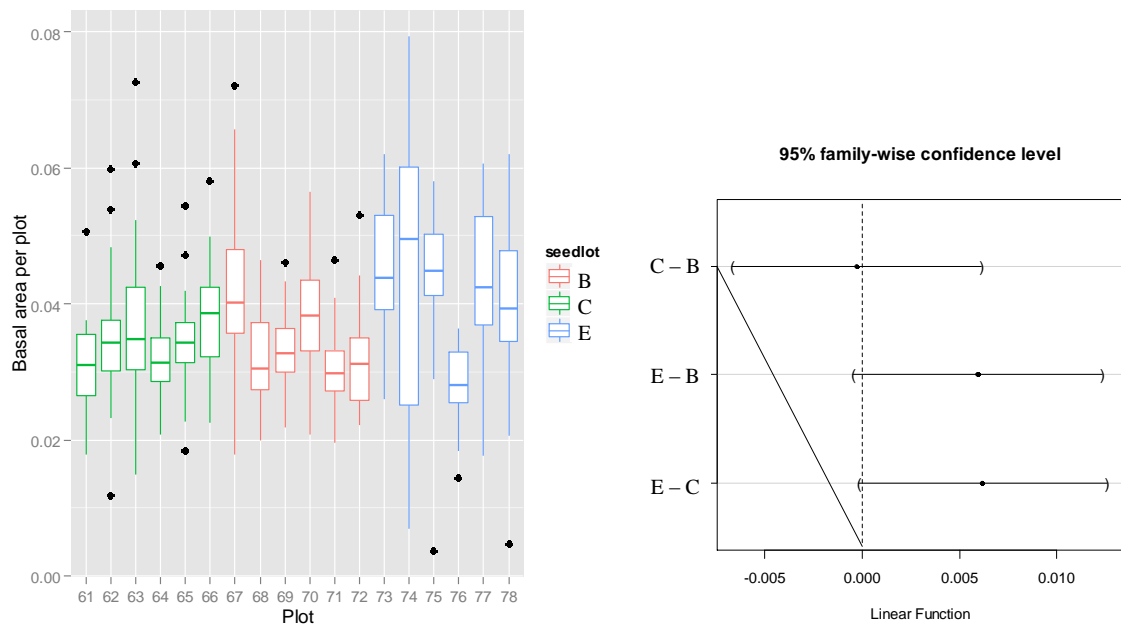 0.08
0.06
0.04
0.02
0.00
Basal area per plot
61 62 63 64 65 66 67 68 69 70 71 72 73 74 75 76 77 78
Plot
seedlot
B
C
E
95% family-wise confidence level
C – B
E – B
E – C
-0.005 0.000 0.006 0.010
Linear Function